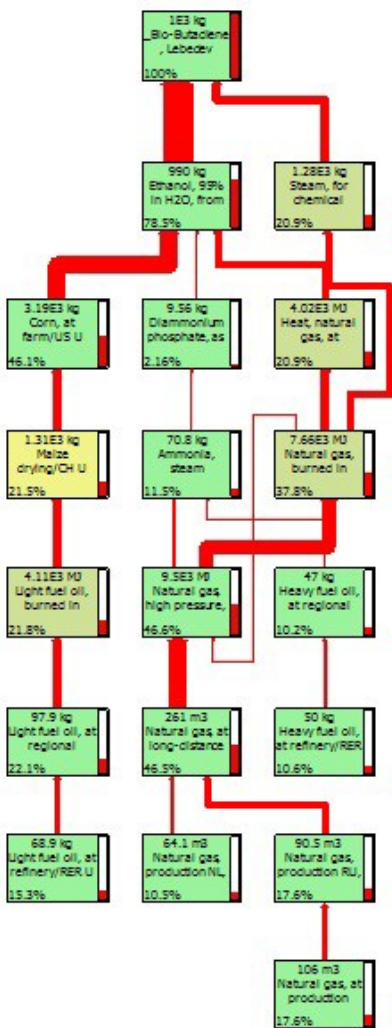 1E3 kg
_Bio-Butadiene
, Lebedev
100%
990 kg
Ethanol, 95%
in H2O, from
78.5%
1.28E3 kg
Steam, for
chemical
20.9%
3.19E3 kg
Corn, at
farm/US U
46.1%
9.56 kg
Diammonium
phosphate, as
2.16%
4.02E3 MJ
Heat, natural
gas, at
20.9%
1.31E3 kg
Maize
drying/CH U
21.5%
70.8 kg
Ammonia,
steam
11.5%
7.66E3 MJ
Natural gas,
burned in
37.8%
4.11E3 MJ
Light fuel oil,
burned in
21.8%
9.5E3 MJ
Natural gas,
high pressure,
46.6%
47 kg
Heavy fuel oil,
at regional
10.2%
97.9 kg
Light fuel oil, at
regional
22.1%
261 m3
Natural gas, at
long-distance
46.5%
50 kg
Heavy fuel oil,
at refinery/RER
10.6%
68.9 kg
Light fuel oil, at
refinery/RER U
15.3%
64.1 m3
Natural gas,
production NL,
10.5%
90.5 m3
Natural gas,
production RU,
17.6%
106 m3
Natural gas, at
production
17.6%